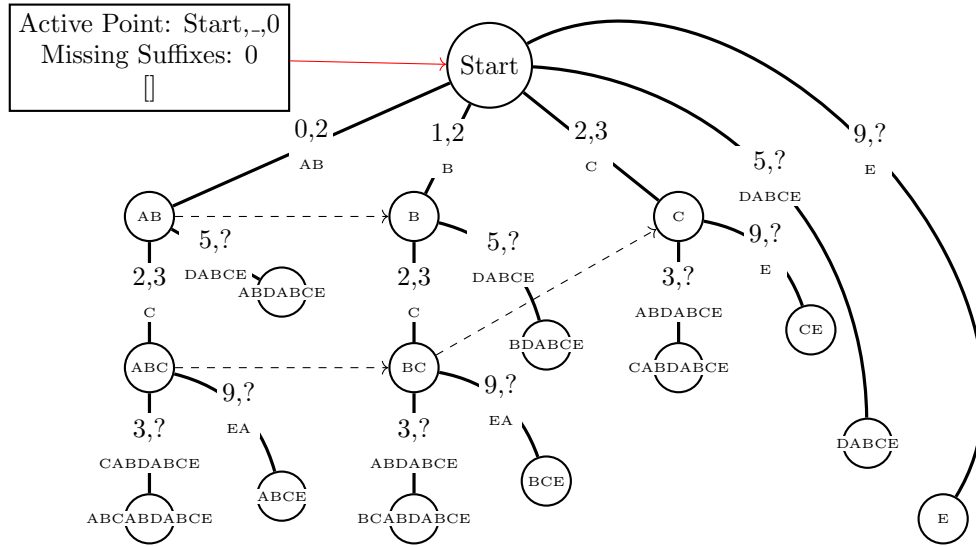 Active Point: Start,_,0
Missing Suffixes: 0
[]
Start
0,2
AB
1,2
B
2,3
C
5,?
DABCE
9,?
E
AB
B
C
5,?
DABCE
ABDABCE
5,?
DABCE
BDABCE
9,?
E
CE
2,3
C
2,3
C
3,?
ABDABCE
CABDABCE
ABC
BC
9,?
EA
ABCE
9,?
EA
BCE
DABCE
3,?
CABDABCE
ABCABDABCE
3,?
ABDABCE
BCABDABCE
E